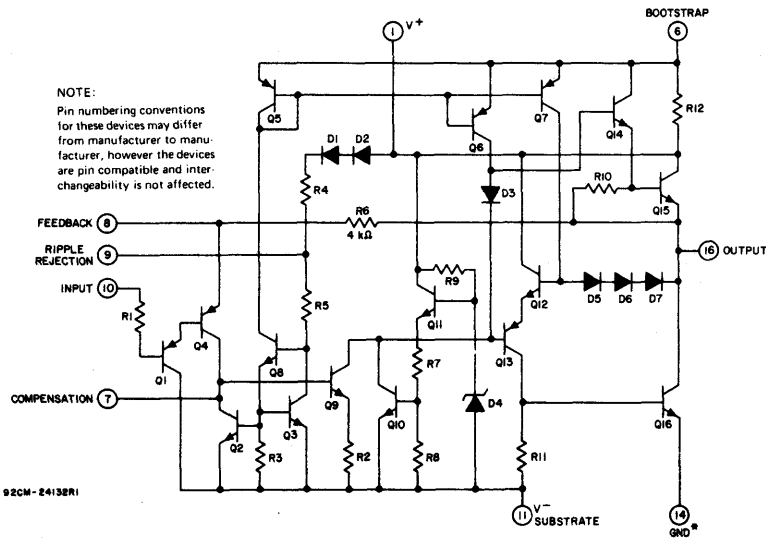 BOOTSTRAP
1 V+
6
NOTE:
Pin numbering conventions
for these devices may differ
from manufacturer to manu-
facturer, however the devices
are pin compatible and inter-
changeability is not affected.
Q5
Q6
Q7
Q14
R12
D1 D2
D3
R10
Q15
R4
FEEDBACK 8
R6
4 kΩ
RIPPLE
REJECTION 9
16 OUTPUT
INPUT 10
R9
Q12
D5 D6 D7
R1
R5
Q11
Q4
Q13
Q1
Q8
R7
COMPENSATION 7
Q9
D4
Q10
Q16
Q2
Q3
R3
R2
R8
R11
92CM-24132R1
11 V-
SUBSTRATE
14
GND*